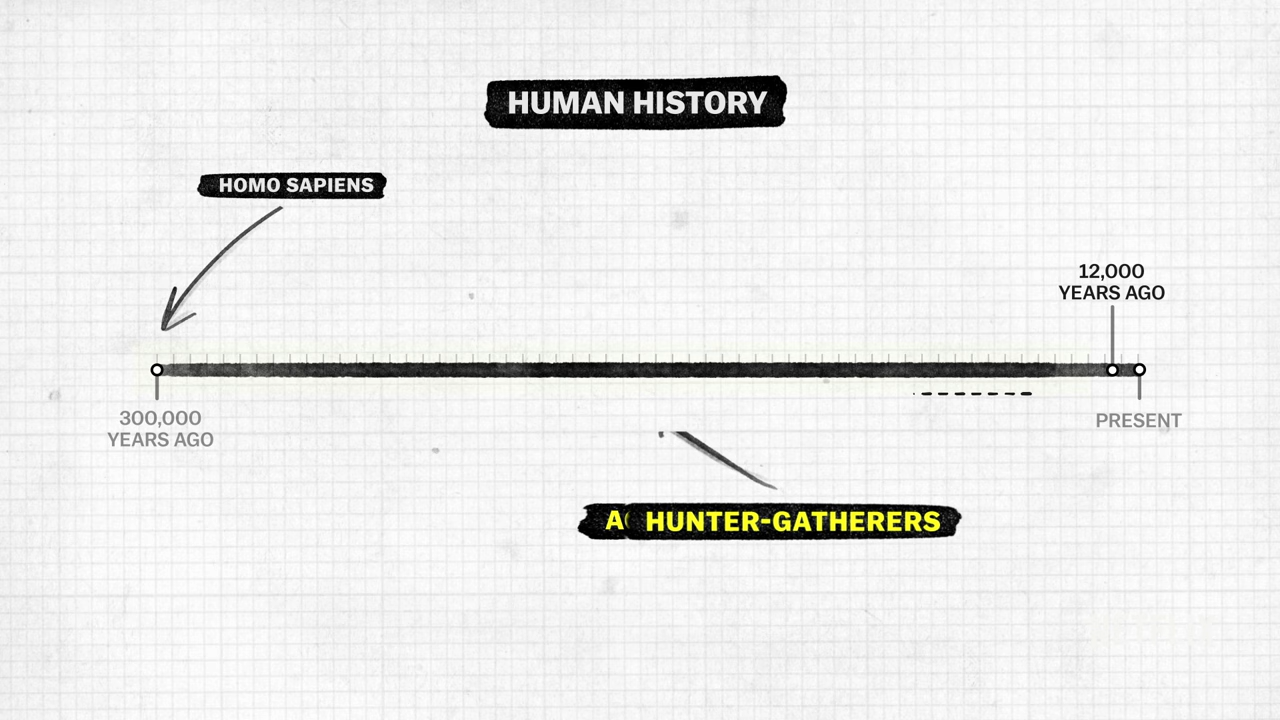 HUMAN HISTORY
HOMO SAPIENS
12,000
YEARS AGO
300,000
YEARS AGO
PRESENT
HUNTER-GATHERERS